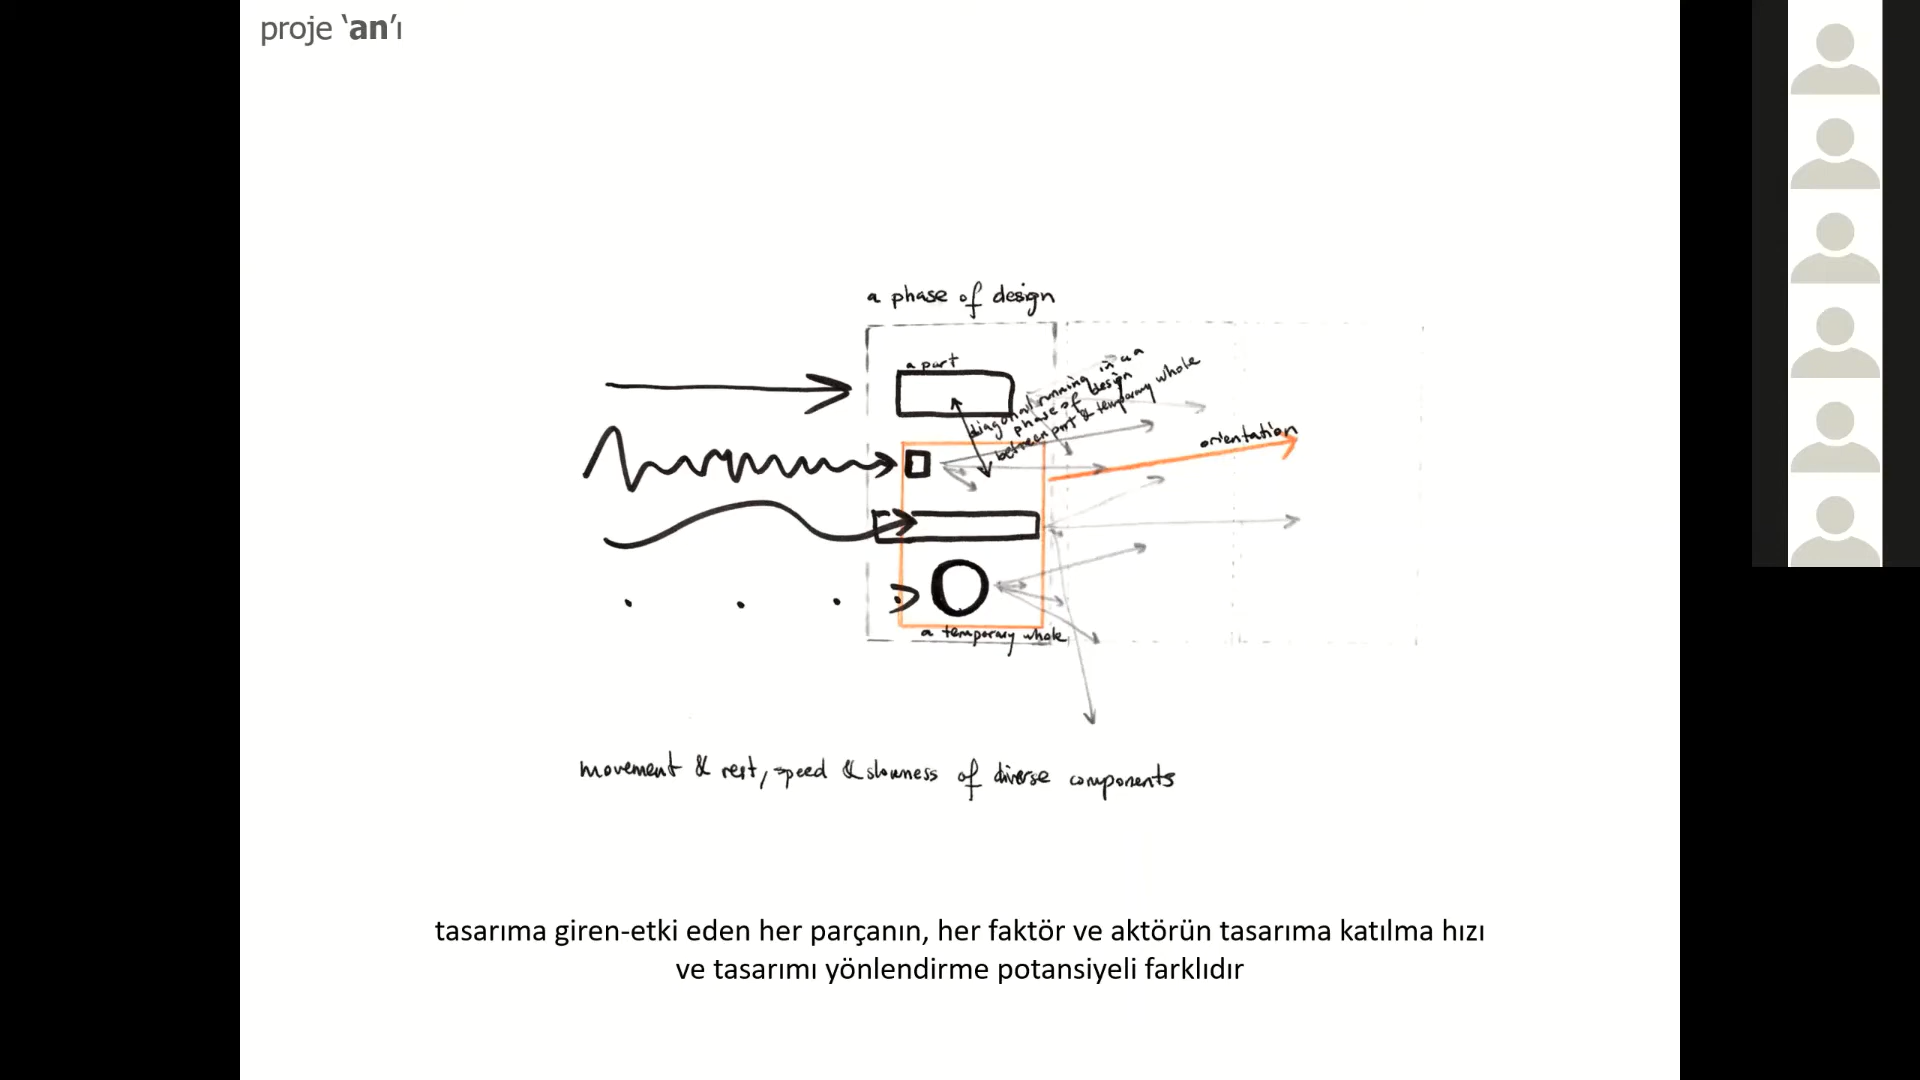 proje ‘an’ı
a phase of design
a part
diagonal running in a
phase of design
between part & temporary whole
orientation
a temporary whole
movement & rest, speed & slowness of diverse components
tasarıma giren-etki eden her parçanın, her faktör ve aktörün tasarıma katılma hızı
ve tasarımı yönlendirme potansiyeli farklıdır